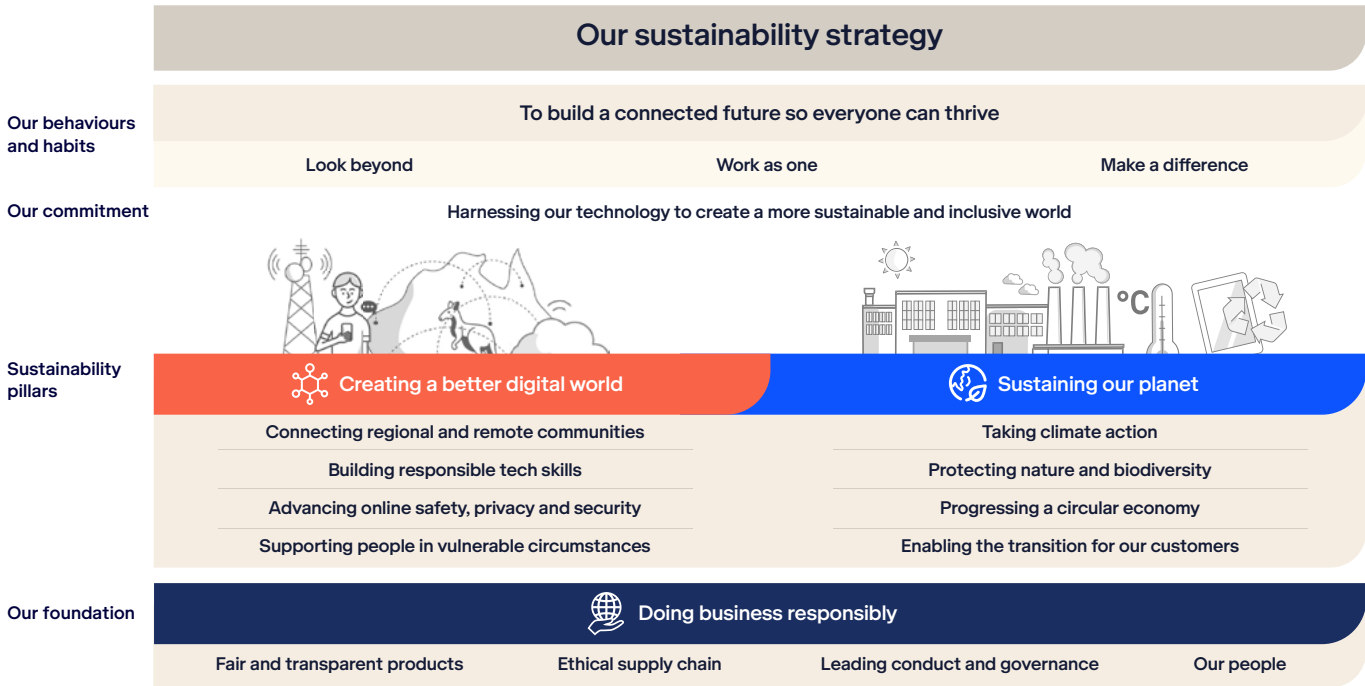 Our sustainability strategy
Our behaviours
and habits
To build a connected future so everyone can thrive
Look beyond
Work as one
Make a difference
Our commitment
Harnessing our technology to create a more sustainable and inclusive world
°C
Sustainability
pillars
Creating a better digital world
Connecting regional and remote communities
Building responsible tech skills
Advancing online safety, privacy and security
Supporting people in vulnerable circumstances
Sustaining our planet
Taking climate action
Protecting nature and biodiversity
Progressing a circular economy
Enabling the transition for our customers
Our foundation
Doing business responsibly
Fair and transparent products
Ethical supply chain
Leading conduct and governance
Our people